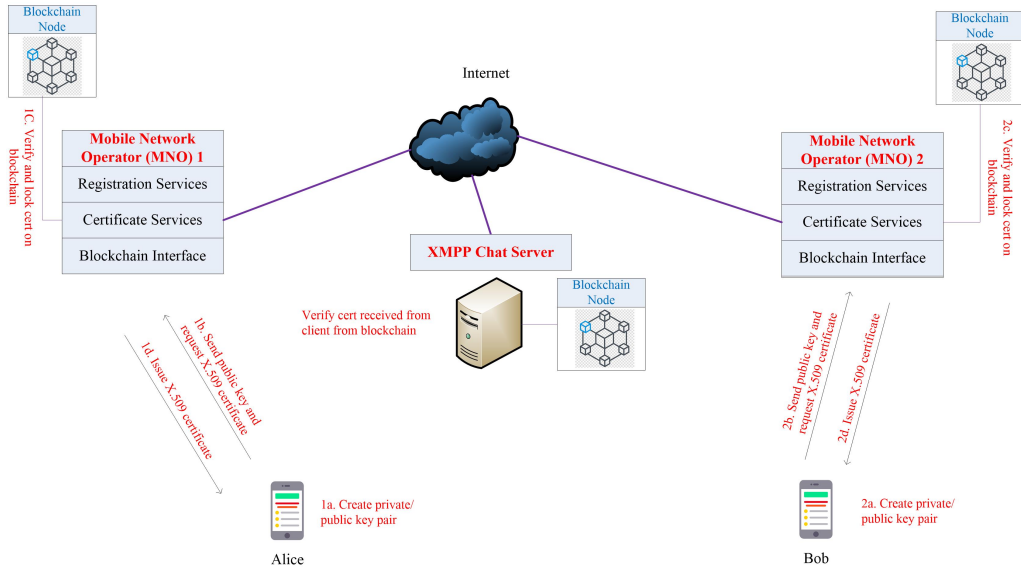 Blockchain
Node
1C. Verify and lock cert on
blockchain
Mobile Network
Operator (MNO) 1
Registration Services
Certificate Services
Blockchain Interface
Internet
XMPP Chat Server
Verify cert received from
client from blockchain
Blockchain
Node
Blockchain
Node
2c. Verify and lock cert on
blockchain
Mobile Network
Operator (MNO) 2
Registration Services
Certificate Services
Blockchain Interface
1d. Issue X.509 certificate
1b. Send public key and
request X.509 certificate
1a. Create private/
public key pair
Alice
2b. Send public key and
request X.509 certificate
2d. Issue X.509 certificate
2a. Create private/
public key pair
Bob